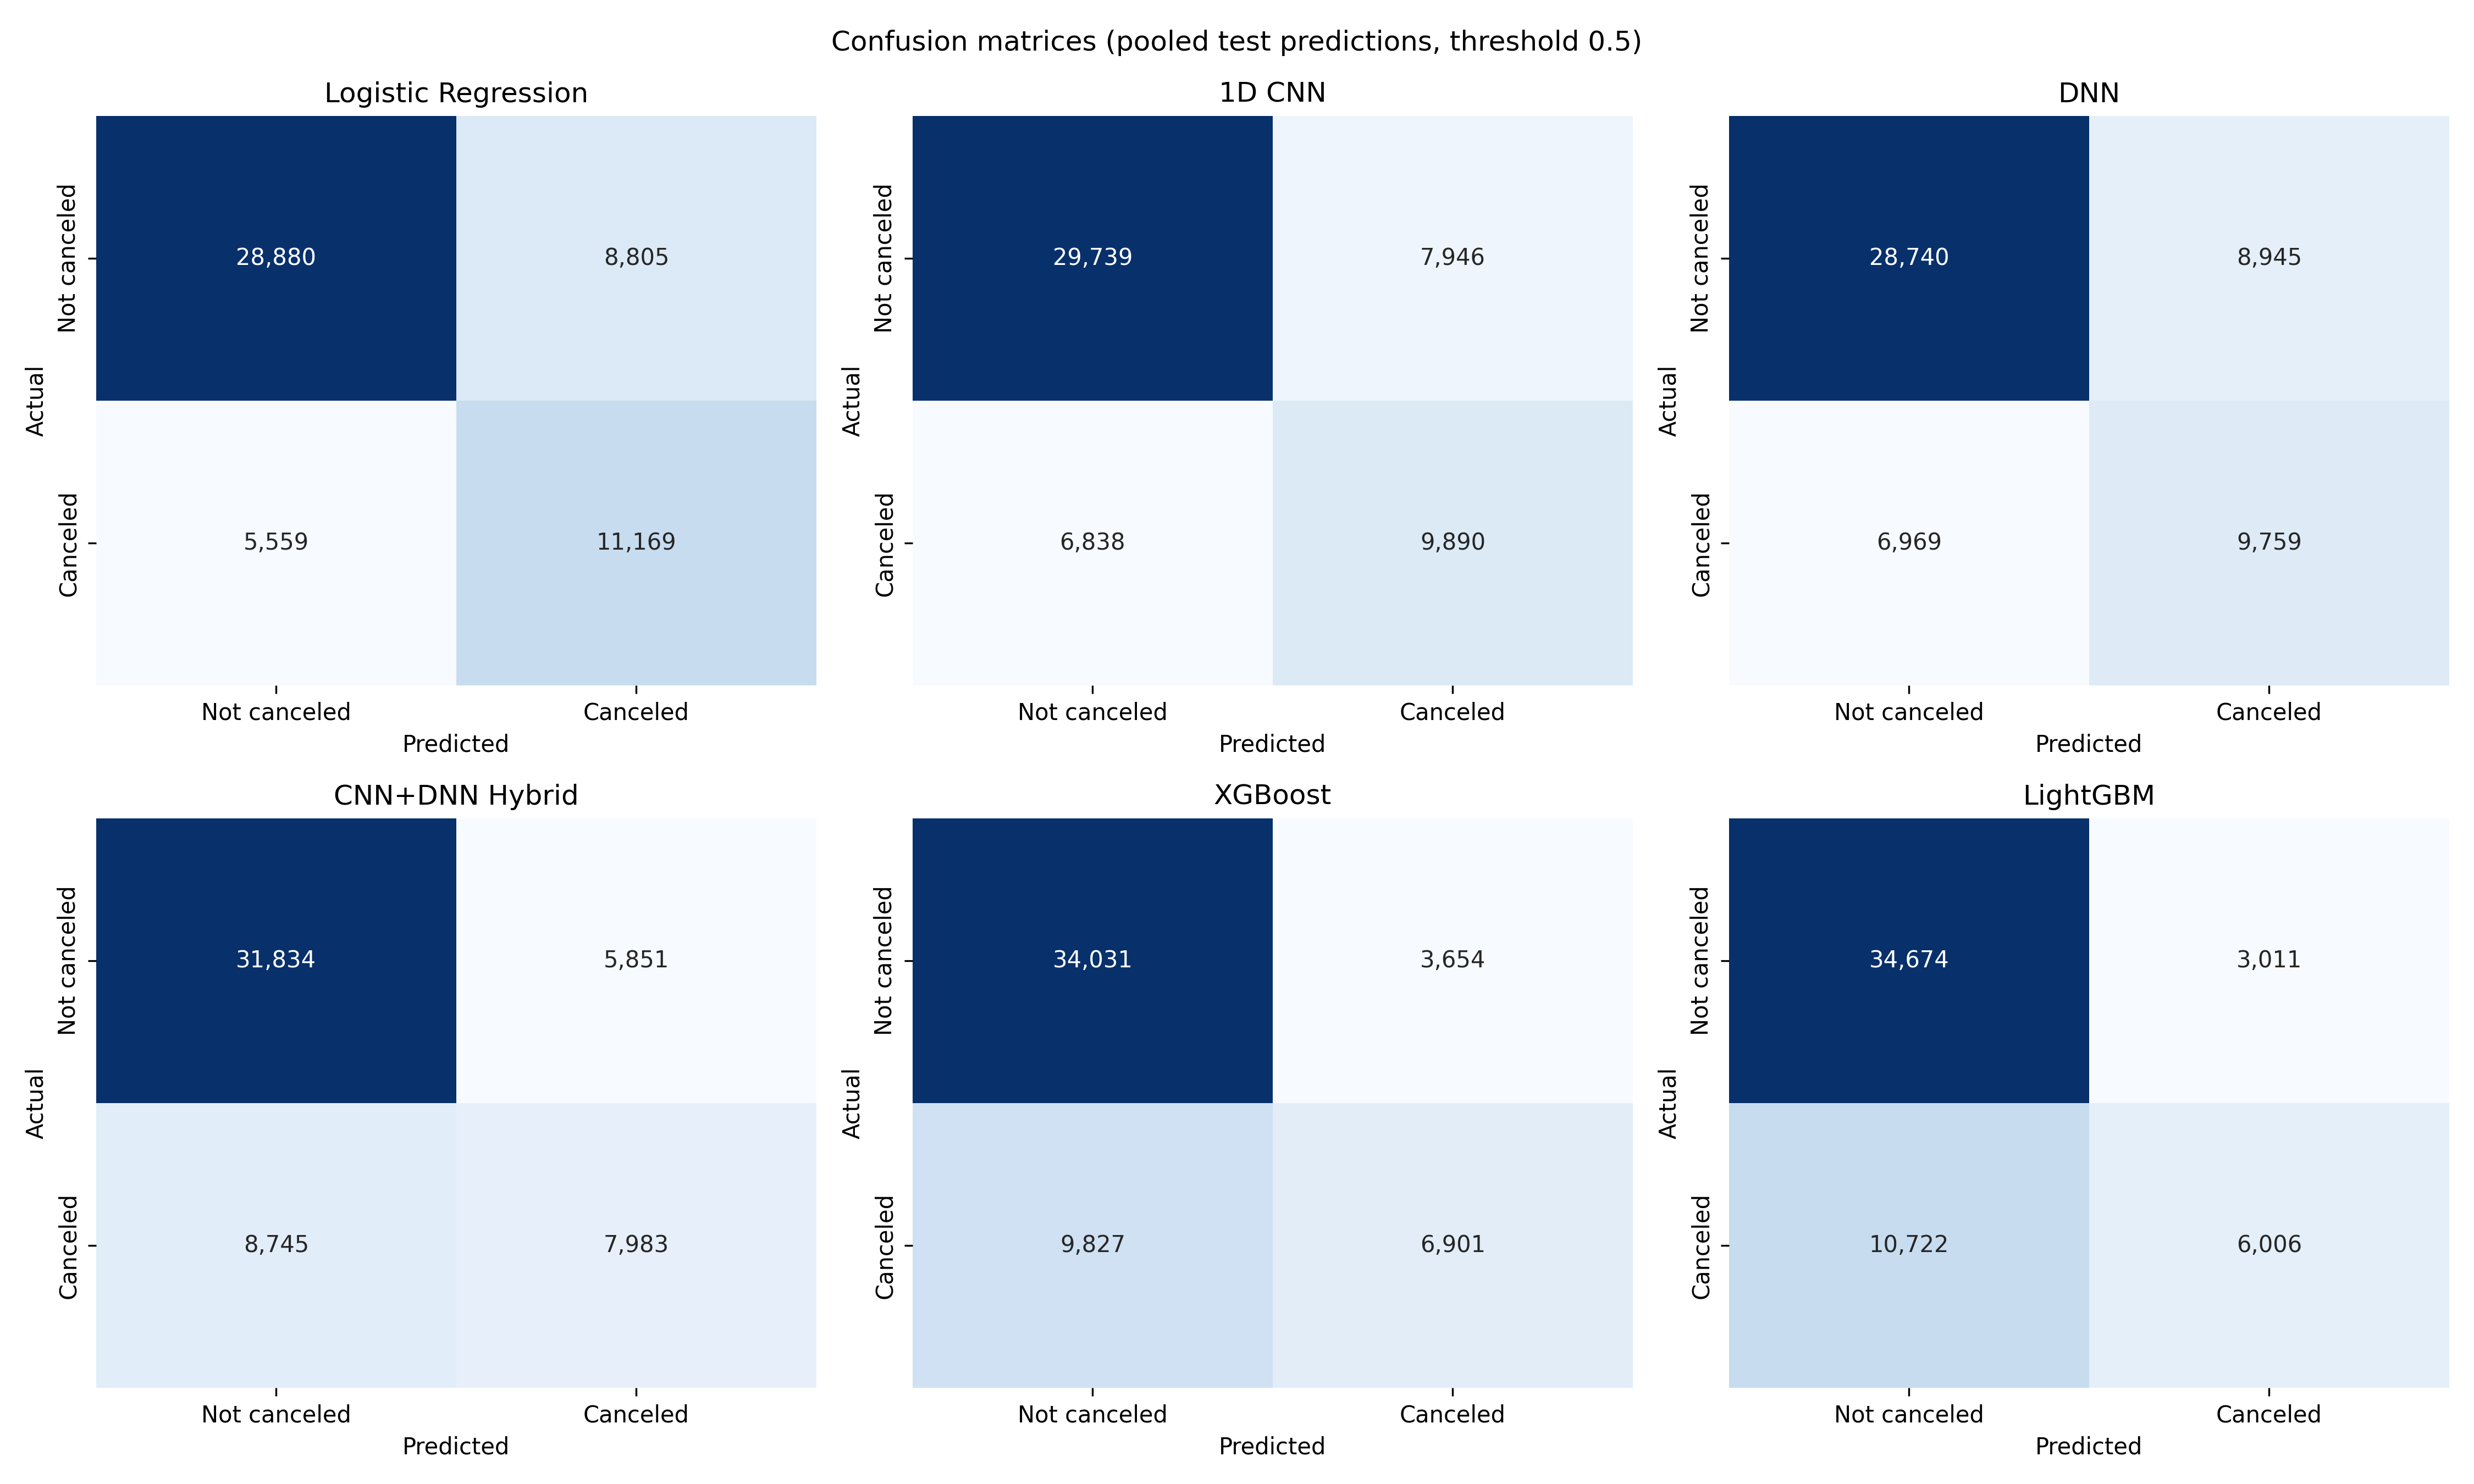 Confusion matrices (pooled test predictions, threshold 0.5)
Logistic Regression
Actual
Not canceled
28,880 8,805
Canceled
5,559 11,169
Not canceled Canceled
Predicted
1D CNN
Actual
Not canceled
29,739 7,946
Canceled
6,838 9,890
Not canceled Canceled
Predicted
DNN
Actual
Not canceled
28,740 8,945
Canceled
6,969 9,759
Not canceled Canceled
Predicted
CNN+DNN Hybrid
Actual
Not canceled
31,834 5,851
Canceled
8,745 7,983
Not canceled Canceled
Predicted
XGBoost
Actual
Not canceled
34,031 3,654
Canceled
9,827 6,901
Not canceled Canceled
Predicted
LightGBM
Actual
Not canceled
34,674 3,011
Canceled
10,722 6,006
Not canceled Canceled
Predicted